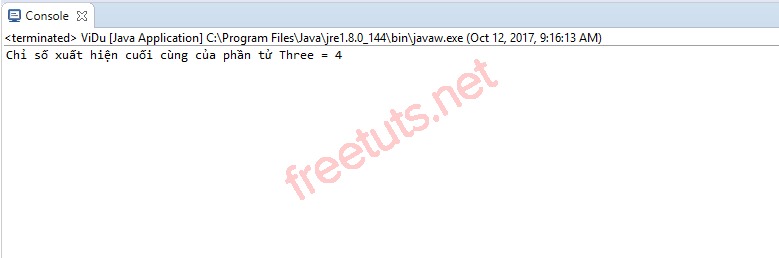 Console
<terminated> ViDu [Java Application] C:\Program Files\Java\jre1.8.0_144\bin\javaw.exe (Oct 12, 2017, 9:16:13 AM)
Chỉ số xuất hiện cuối cùng của phần tử Three = 4
freetuts.net